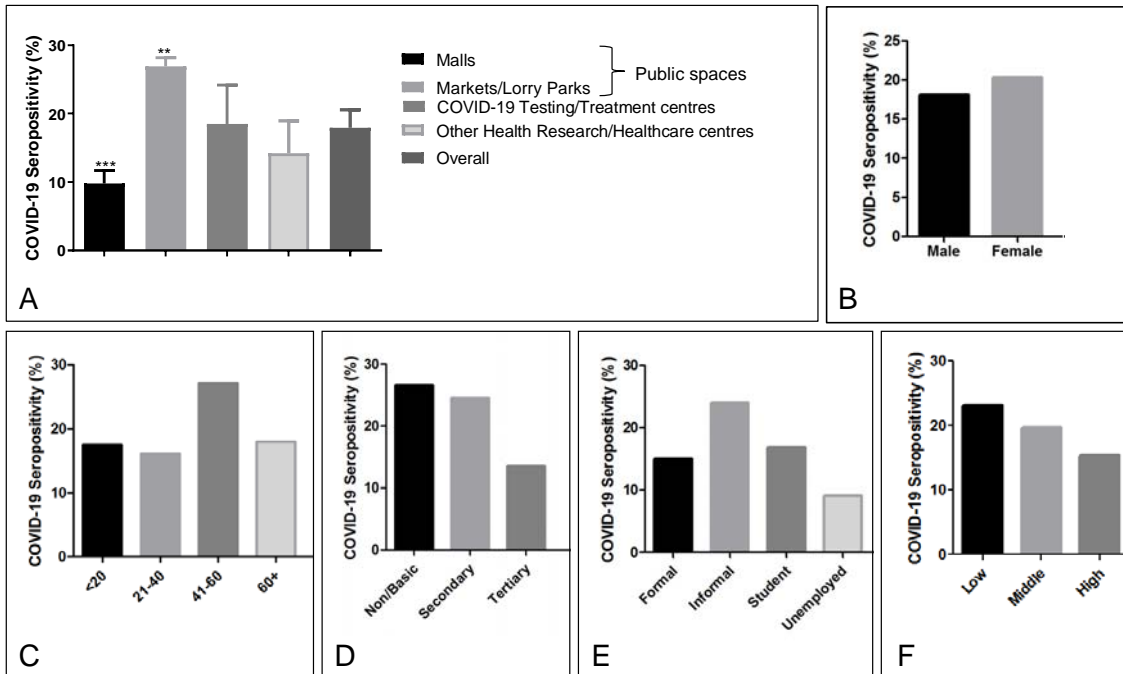 COVID-19 Seropositivity (%)
30
20
10
0
***
**
Malls
Markets/Lorry Parks
Public spaces
COVID-19 Testing/Treatment centres
Other Health Research/Healthcare centres
Overall
A
COVID-19 Seropositivity (%)
25
20
15
10
5
0
Male Female
B
COVID-19 Seropositivity (%)
30
20
10
0
<20 21-40 41-60 60+
C
COVID-19 Seropositivity (%)
30
20
10
0
Non/Basic Secondary Tertiary
D
COVID-19 Seropositivity (%)
30
20
10
0
Formal Informal Student Unemployed
E
COVID-19 Seropositivity (%)
30
20
10
0
Low Middle High
F